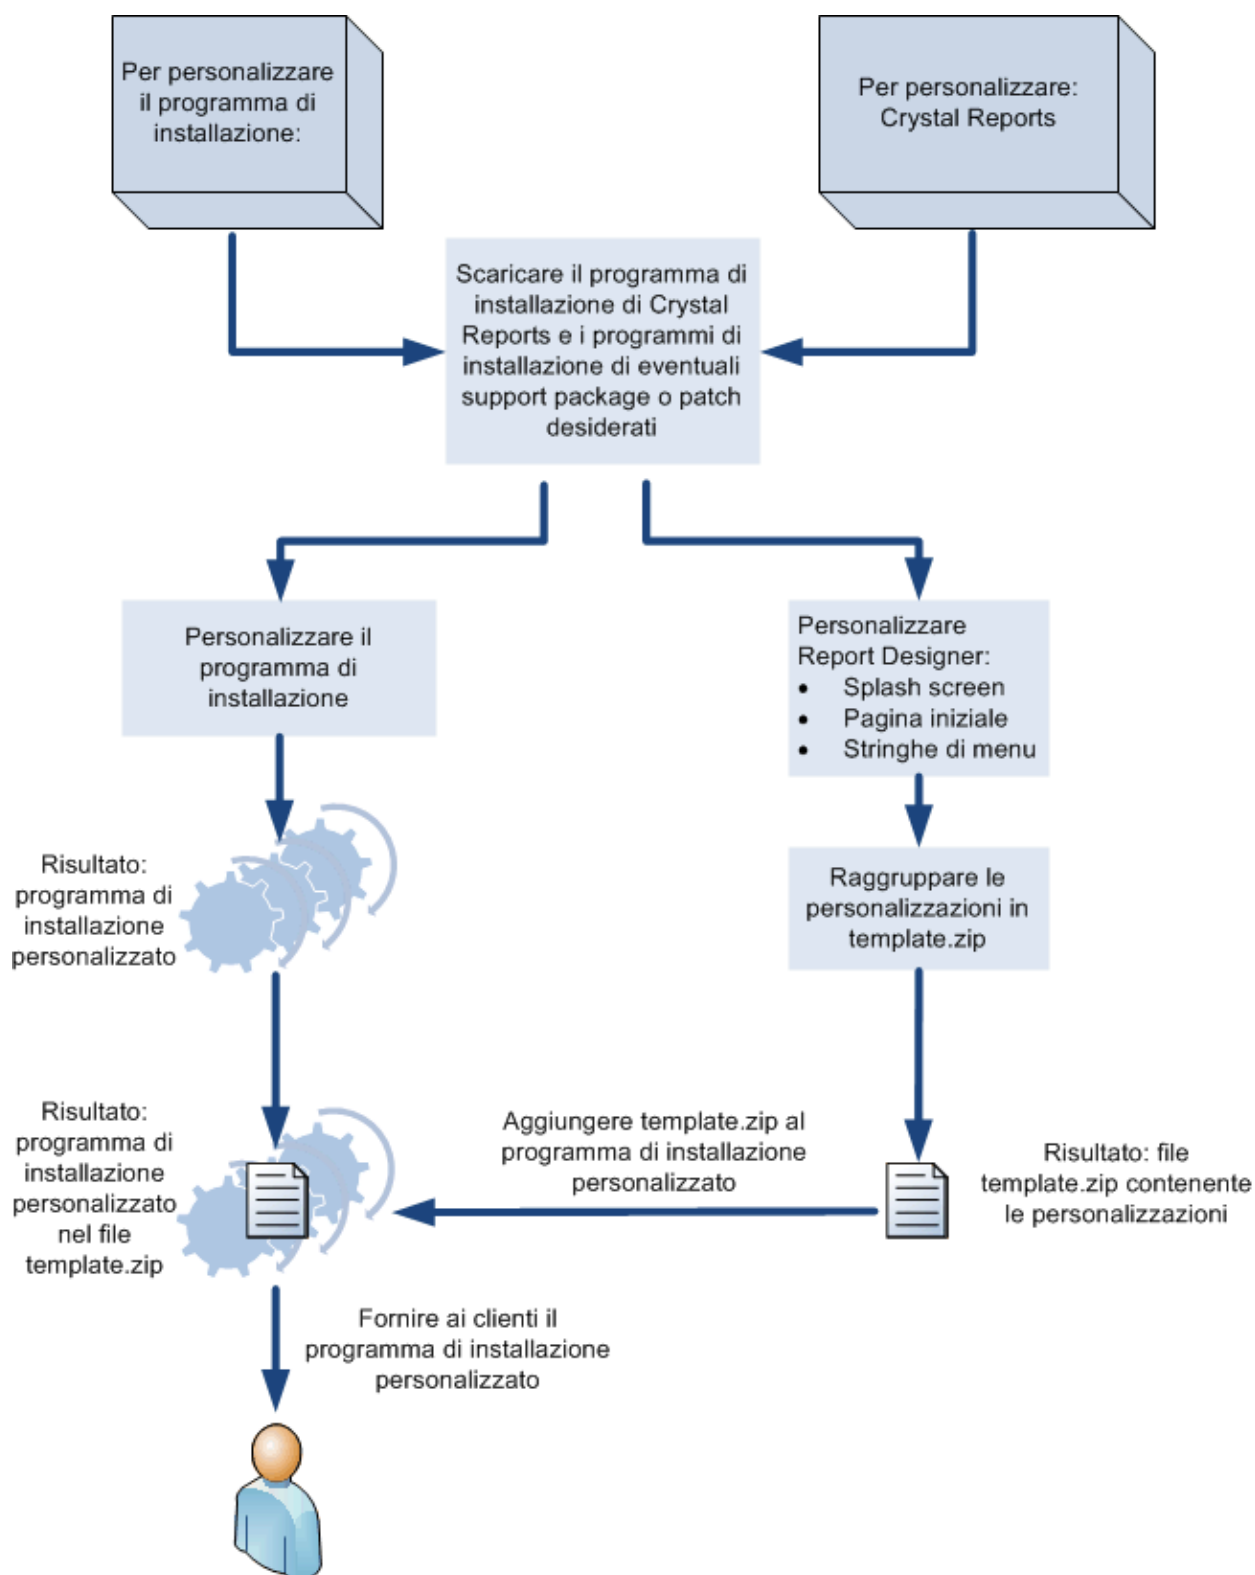 Per personalizzare
il programma di
installazione:
Per personalizzare:
Crystal Reports
Scaricare il programma di
installazione di Crystal
Reports e i programmi di
installazione di eventuali
support package o patch
desiderati
Personalizzare il
programma di
installazione
Personalizzare
Report Designer:
• Splash screen
• Pagina iniziale
• Stringhe di menu
Risultato:
programma di
installazione
personalizzato
Raggruppare le
personalizzazioni in
template.zip
Risultato:
programma di
installazione
personalizzato
nel file
template.zip
Aggiungere template.zip al
programma di installazione
personalizzato
Risultato: file
template.zip contenente
le personalizzazioni
Fornire ai clienti il
programma di installazione
personalizzato